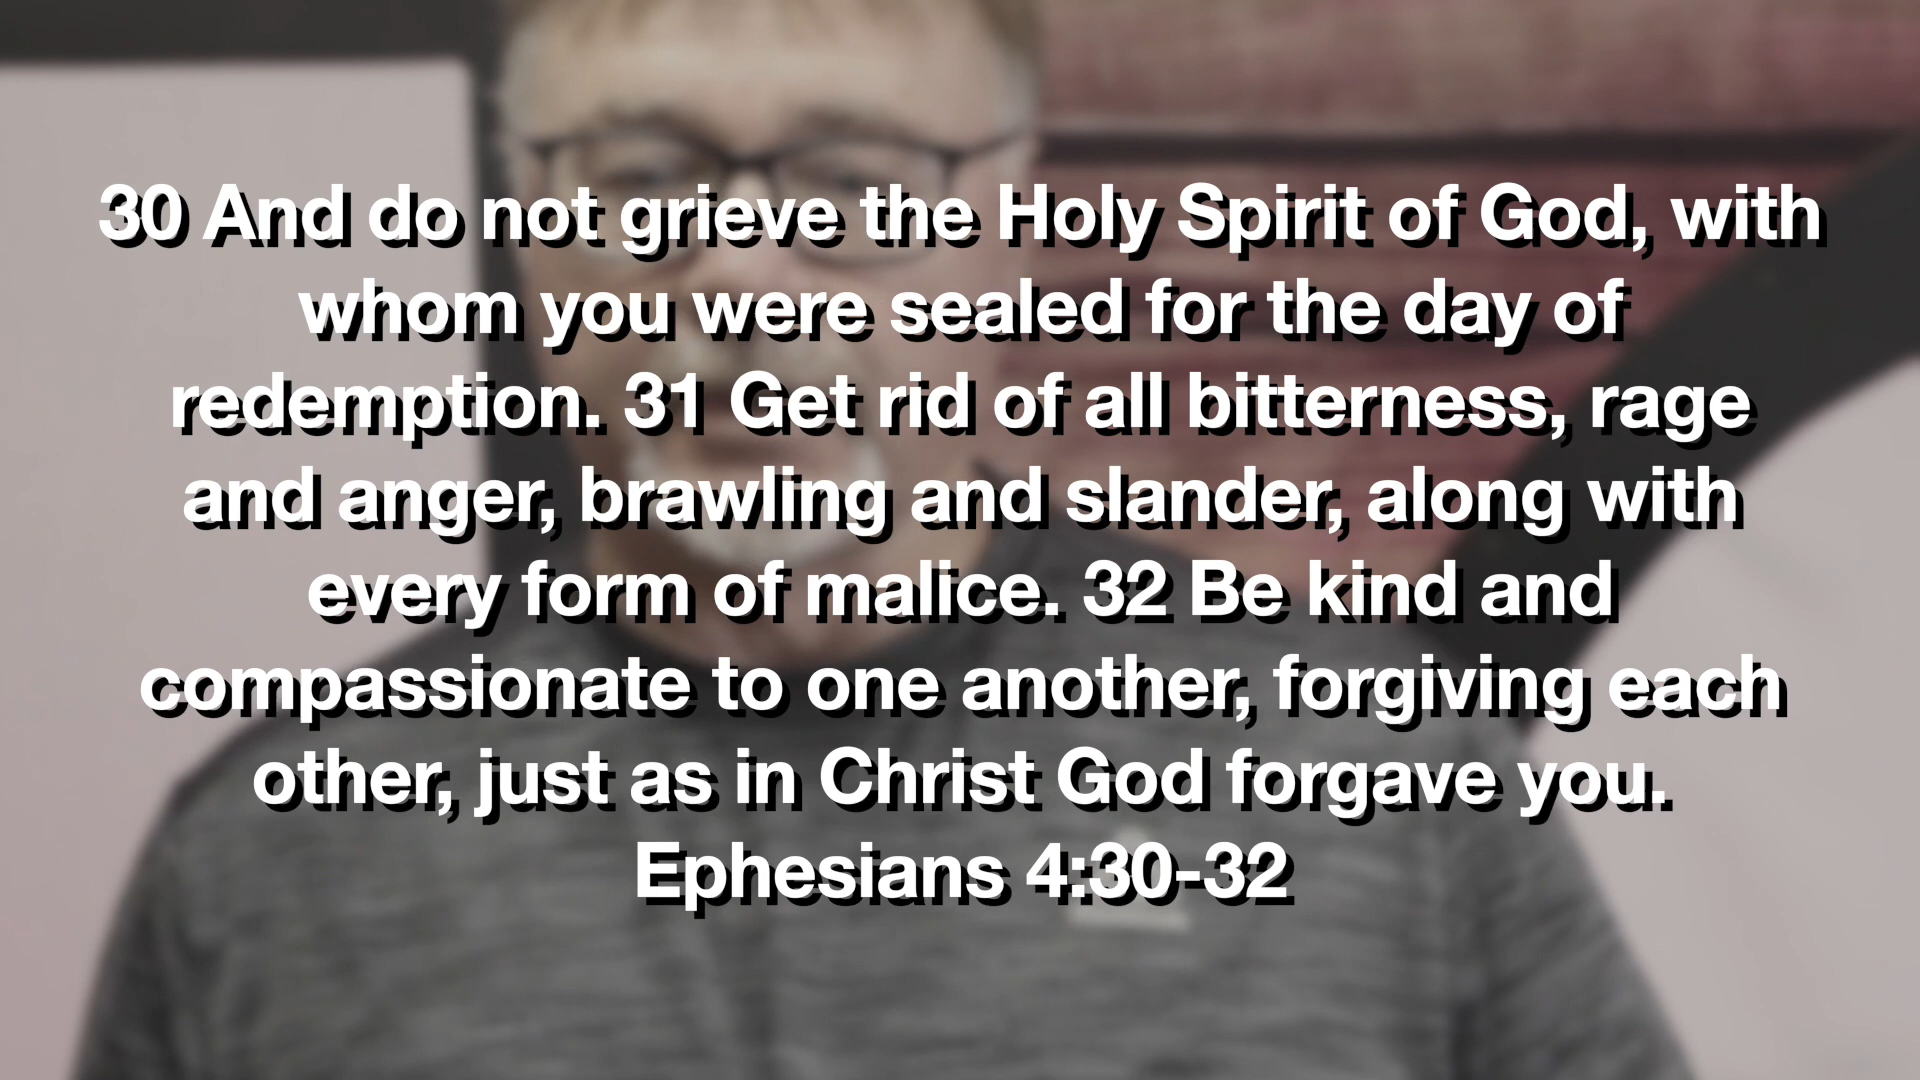 30 And do not grieve the Holy Spirit of God, with
whom you were sealed for the day of
redemption. 31 Get rid of all bitterness, rage
and anger, brawling and slander, along with
every form of malice. 32 Be kind and
compassionate to one another, forgiving each
other, just as in Christ God forgave you.
Ephesians 4:30-32